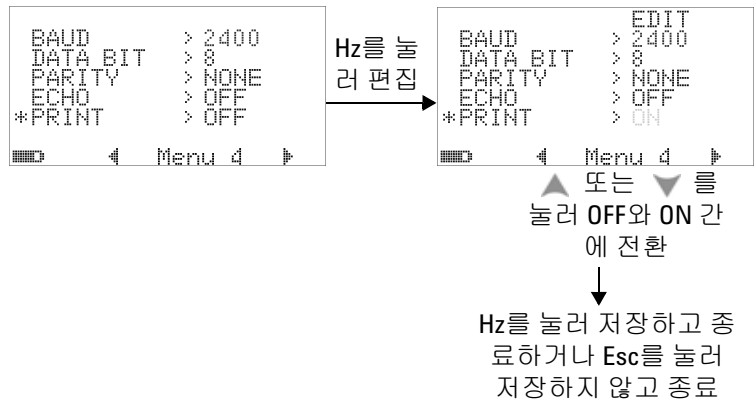 BAUD > 2400
DATA BIT > 8
PARITY > NONE
ECHO > OFF
*PRINT > OFF
Menu 4
Hz를 눌
러 편집
EDIT
BAUD > 2400
DATA BIT > 8
PARITY > NONE
ECHO > OFF
*PRINT > ON
Menu 4
또는 를
눌러 OFF와 ON 간
에 전환
Hz를 눌러 저장하고 종
료하거나 Esc를 눌러
저장하지 않고 종료